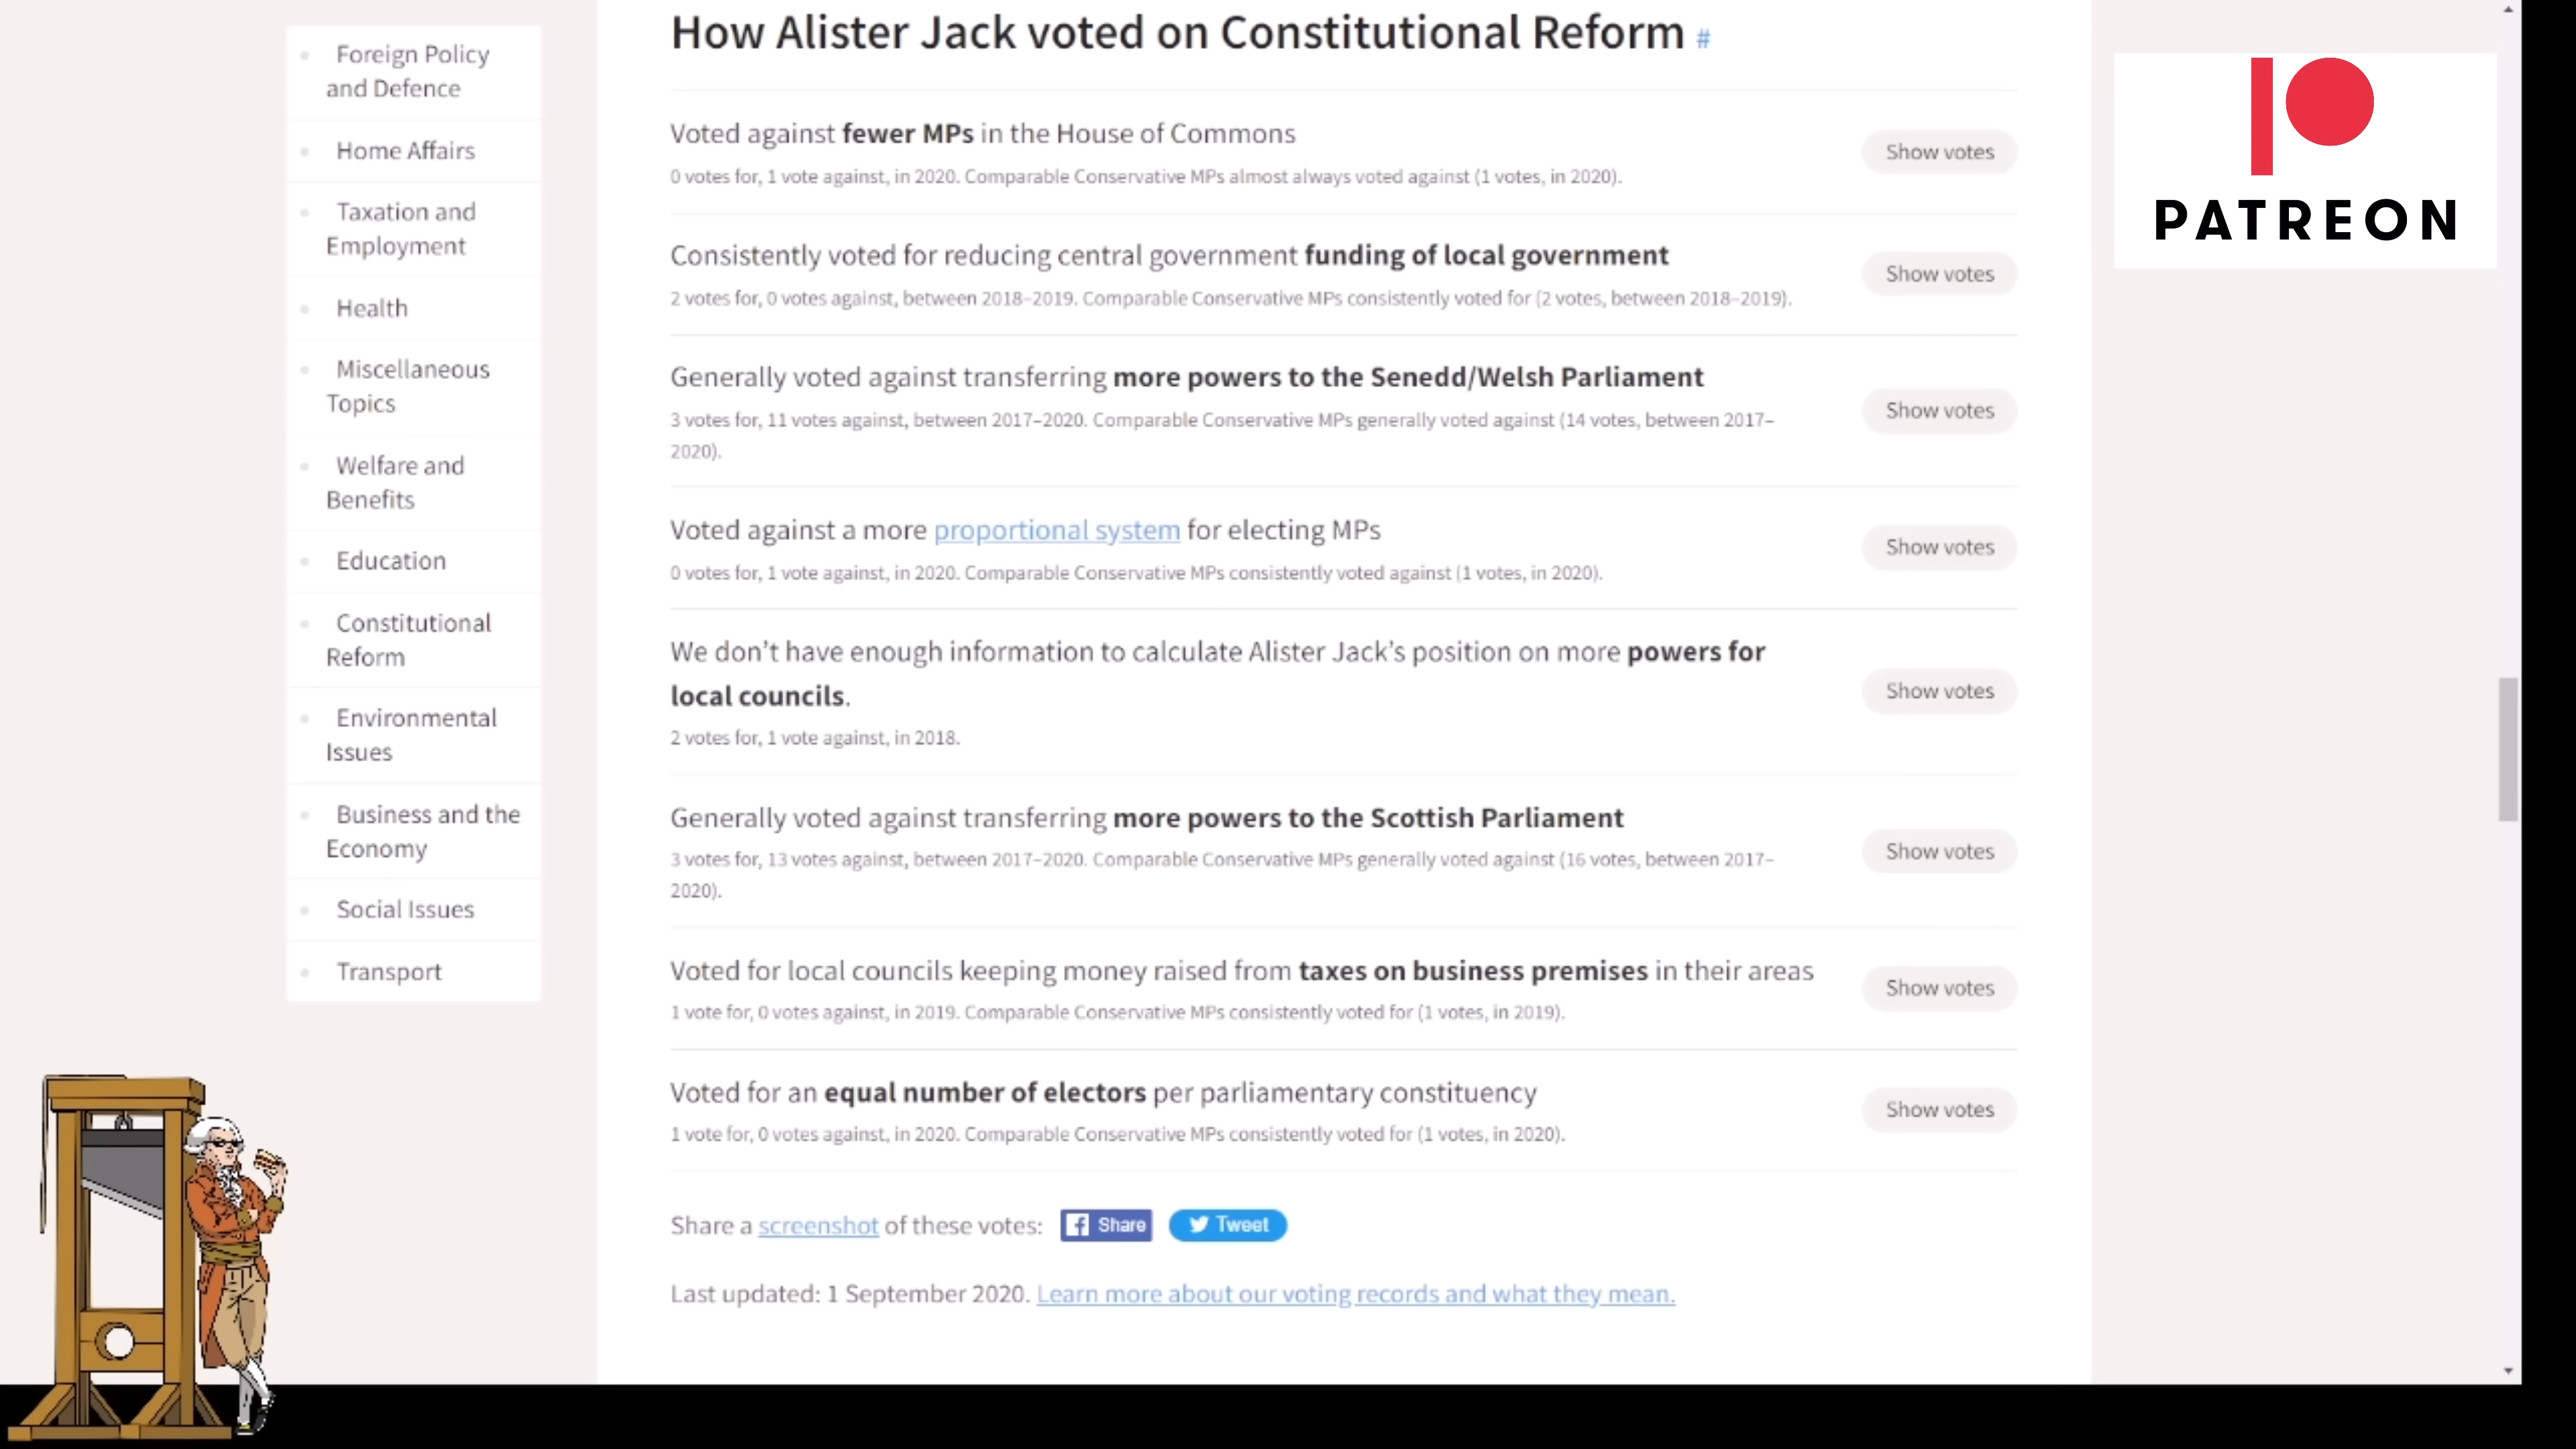 Foreign Policy
and Defence
Home Affairs
Taxation and
Employment
Health
Miscellaneous
Topics
Welfare and
Benefits
Education
Constitutional
Reform
Environmental
Issues
Business and the
Economy
Social Issues
Transport
How Alister Jack voted on Constitutional Reform #
Voted against fewer MPs in the House of Commons
0 votes for, 1 vote against, in 2020. Comparable Conservative MPs almost always voted against (1 votes, in 2020).
Show votes
Consistently voted for reducing central government funding of local government
2 votes for, 0 votes against, between 2018–2019. Comparable Conservative MPs consistently voted for (2 votes, between 2018–2019).
Show votes
Generally voted against transferring more powers to the Senedd/Welsh Parliament
3 votes for, 11 votes against, between 2017–2020. Comparable Conservative MPs generally voted against (14 votes, between 2017–
2020).
Show votes
Voted against a more proportional system for electing MPs
0 votes for, 1 vote against, in 2020. Comparable Conservative MPs consistently voted against (1 votes, in 2020).
Show votes
We don’t have enough information to calculate Alister Jack’s position on more powers for
local councils.
2 votes for, 1 vote against, in 2018.
Show votes
Generally voted against transferring more powers to the Scottish Parliament
3 votes for, 13 votes against, between 2017–2020. Comparable Conservative MPs generally voted against (16 votes, between 2017–
2020).
Show votes
Voted for local councils keeping money raised from taxes on business premises in their areas
1 vote for, 0 votes against, in 2019. Comparable Conservative MPs consistently voted for (1 votes, in 2019).
Show votes
Voted for an equal number of electors per parliamentary constituency
1 vote for, 0 votes against, in 2020. Comparable Conservative MPs consistently voted for (1 votes, in 2020).
Show votes
Share a screenshot of these votes: Share Tweet
Last updated: 1 September 2020. Learn more about our voting records and what they mean.
PATREON